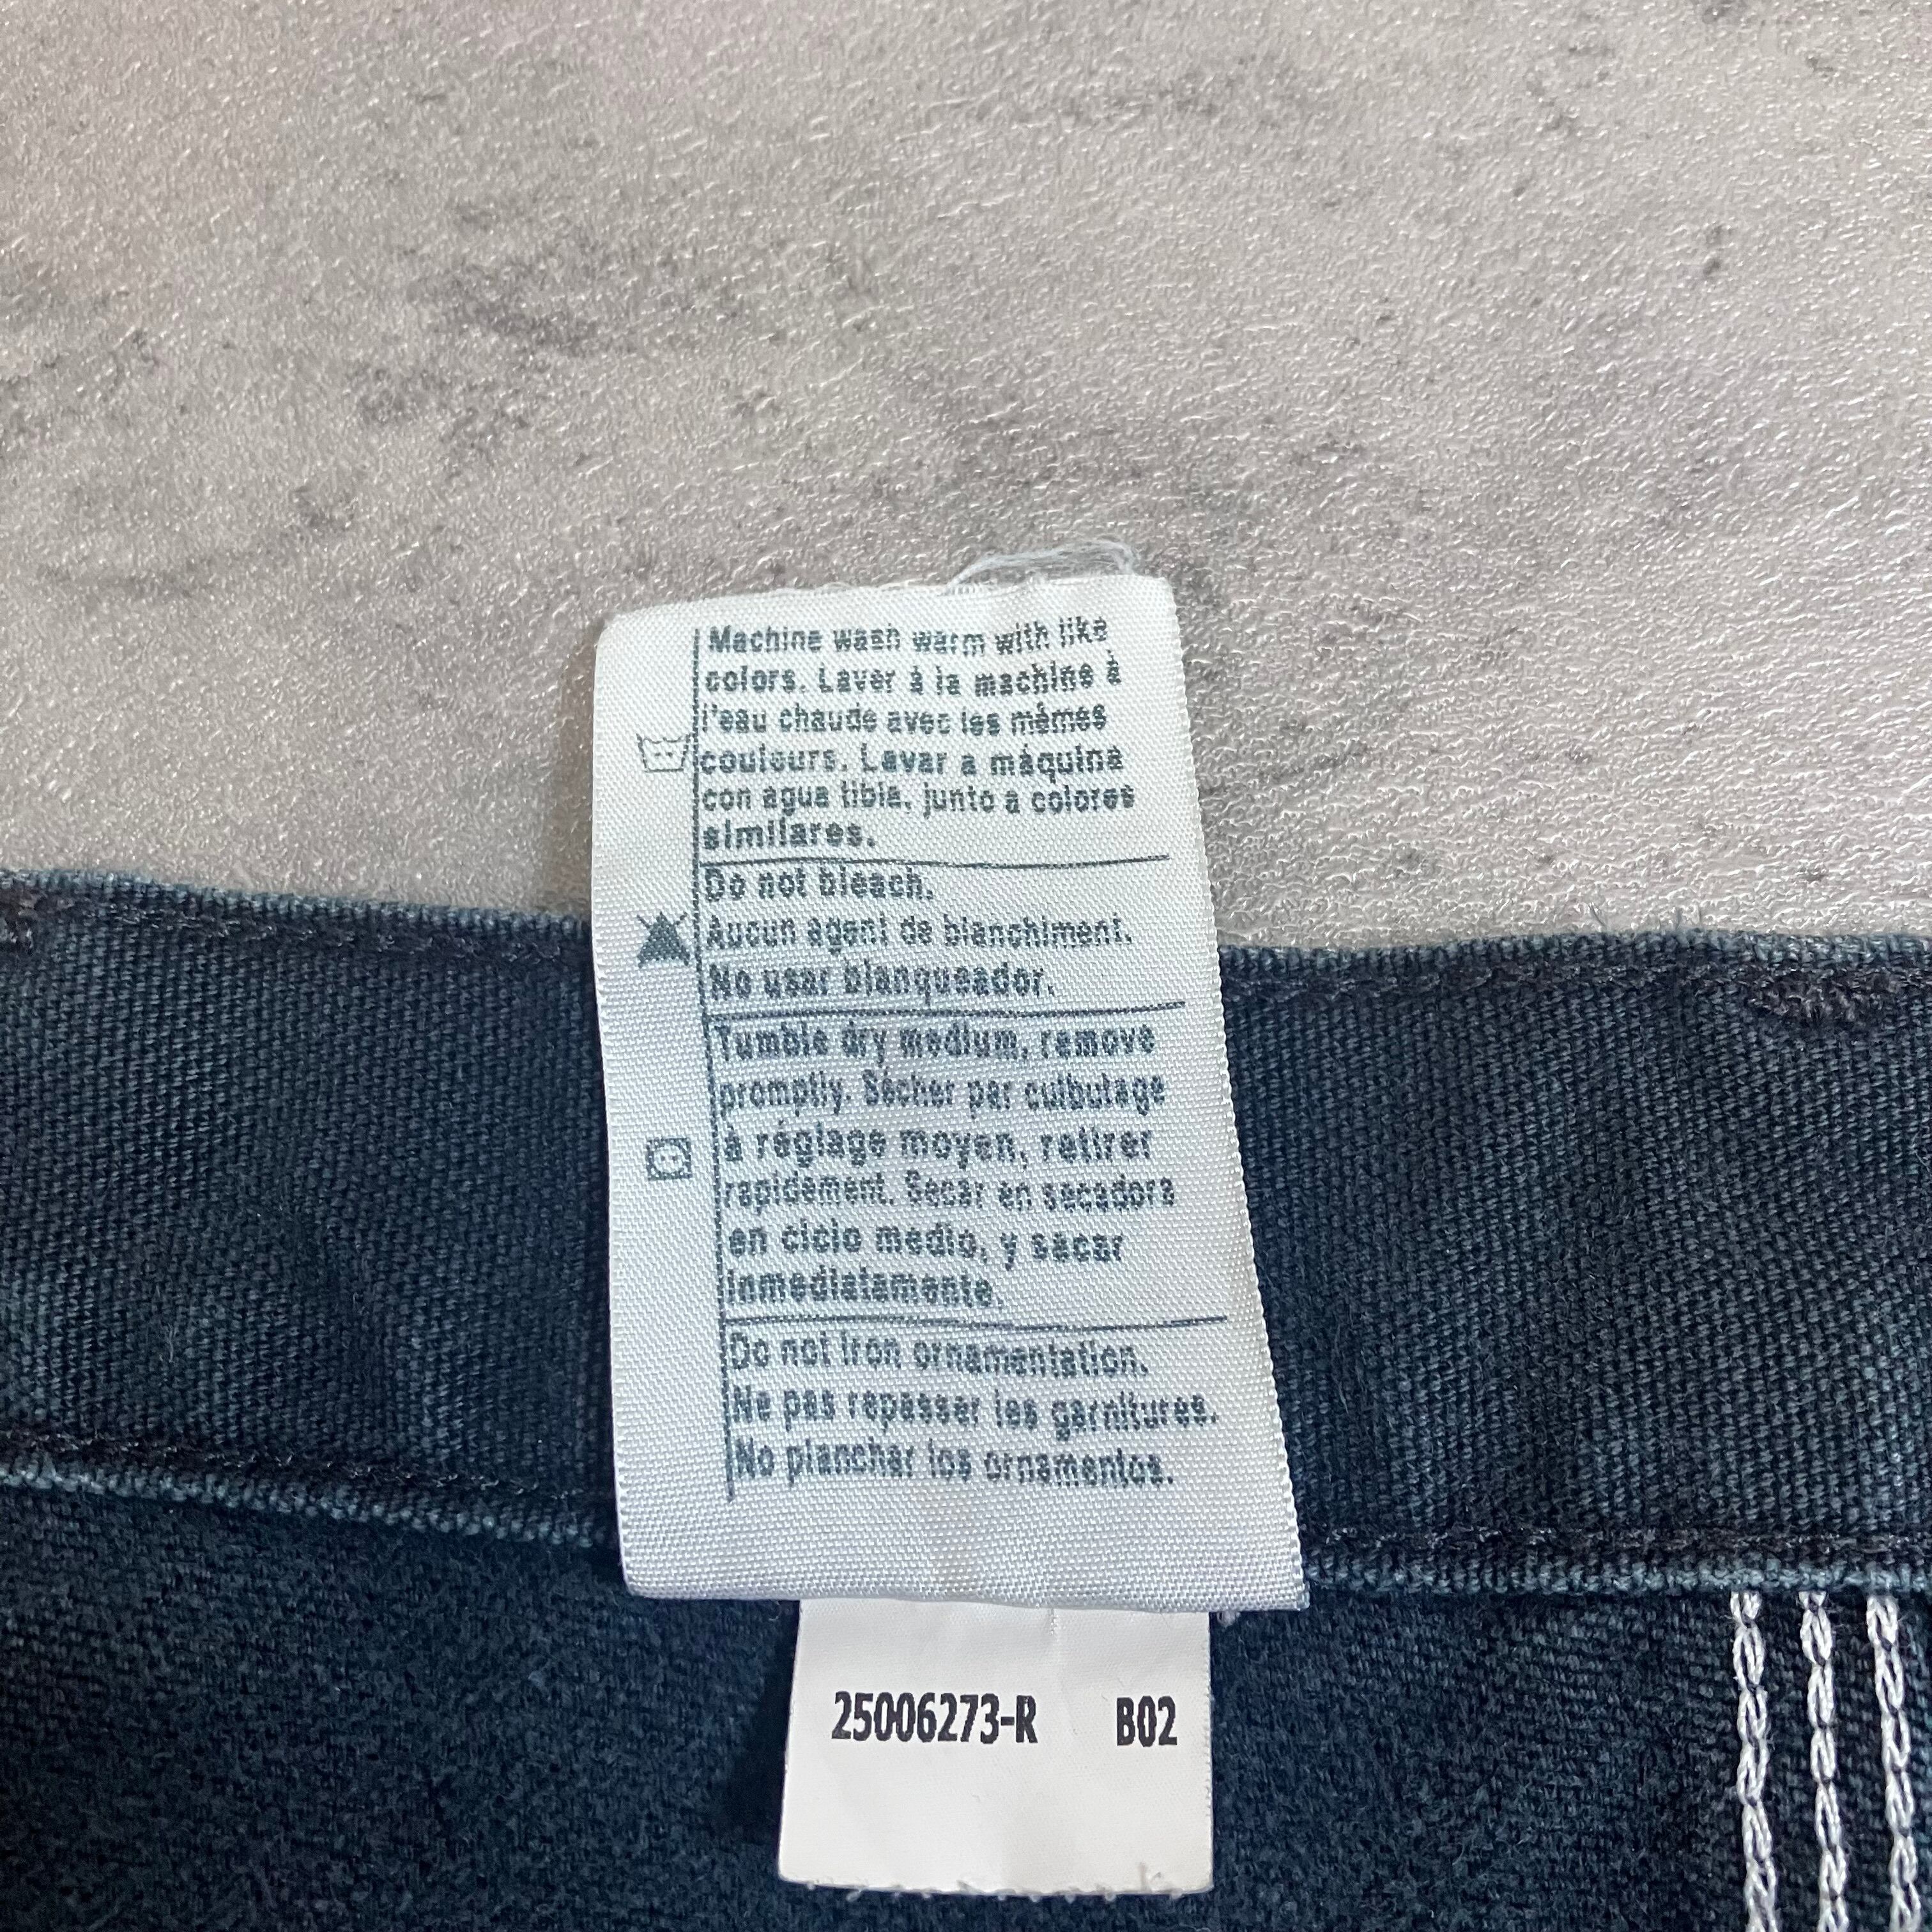 Machine wash warm with like
colors. Laver à la machine à
l'eau chaude avec les mêmes
couleurs. Lavar a máquina
con agua tibia, junto a colores
similares.
Do not bleach.
Aucun agent de blanchiment.
No usar blanqueador.
Tumble dry medium, remove
promptly. Sécher par culbutage
à réglage moyen, retirer
rapidement. Secar en secadora
en ciclo medio, y sacar
inmediatamente.
Do not iron ornamentation.
Ne pas repasser les garnitures.
No planchar los ornamentos.
25006273-R B02